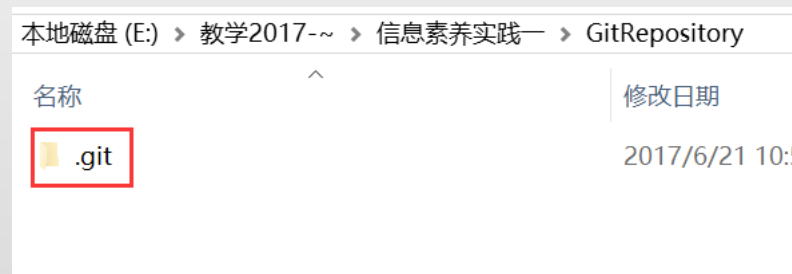 本地磁盘 (E:) > 教学2017-~ > 信息素养实践一 > GitRepository
名称 修改日期
.git 2017/6/21 10: